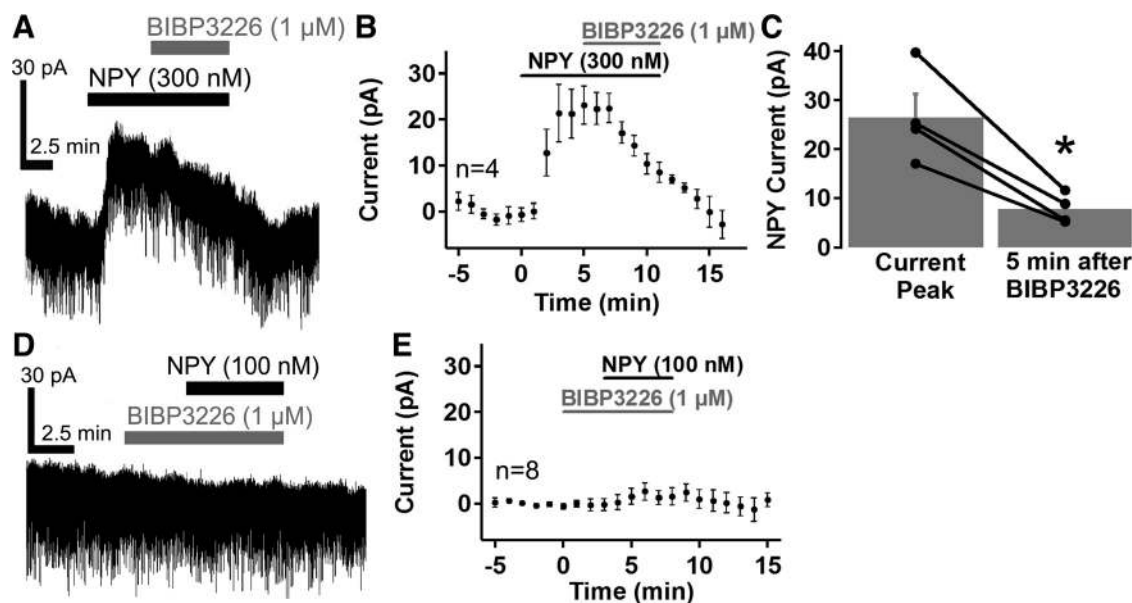 A
BIBP3226 (1 µM)
30 pA
NPY (300 nM)
2.5 min
B
BIBP3226 (1 µM)
NPY (300 nM)
30
20
10
0
Current (pA)
n=4
-5 0 5 10 15
Time (min)
C
40
30
20
10
0
NPY Current (pA)
*
Current
Peak
5 min after
BIBP3226
D
NPY (100 nM)
30 pA
BIBP3226 (1 µM)
2.5 min
E
NPY (100 nM)
BIBP3226 (1 µM)
30
20
10
0
Current (pA)
n=8
-5 0 5 10 15
Time (min)